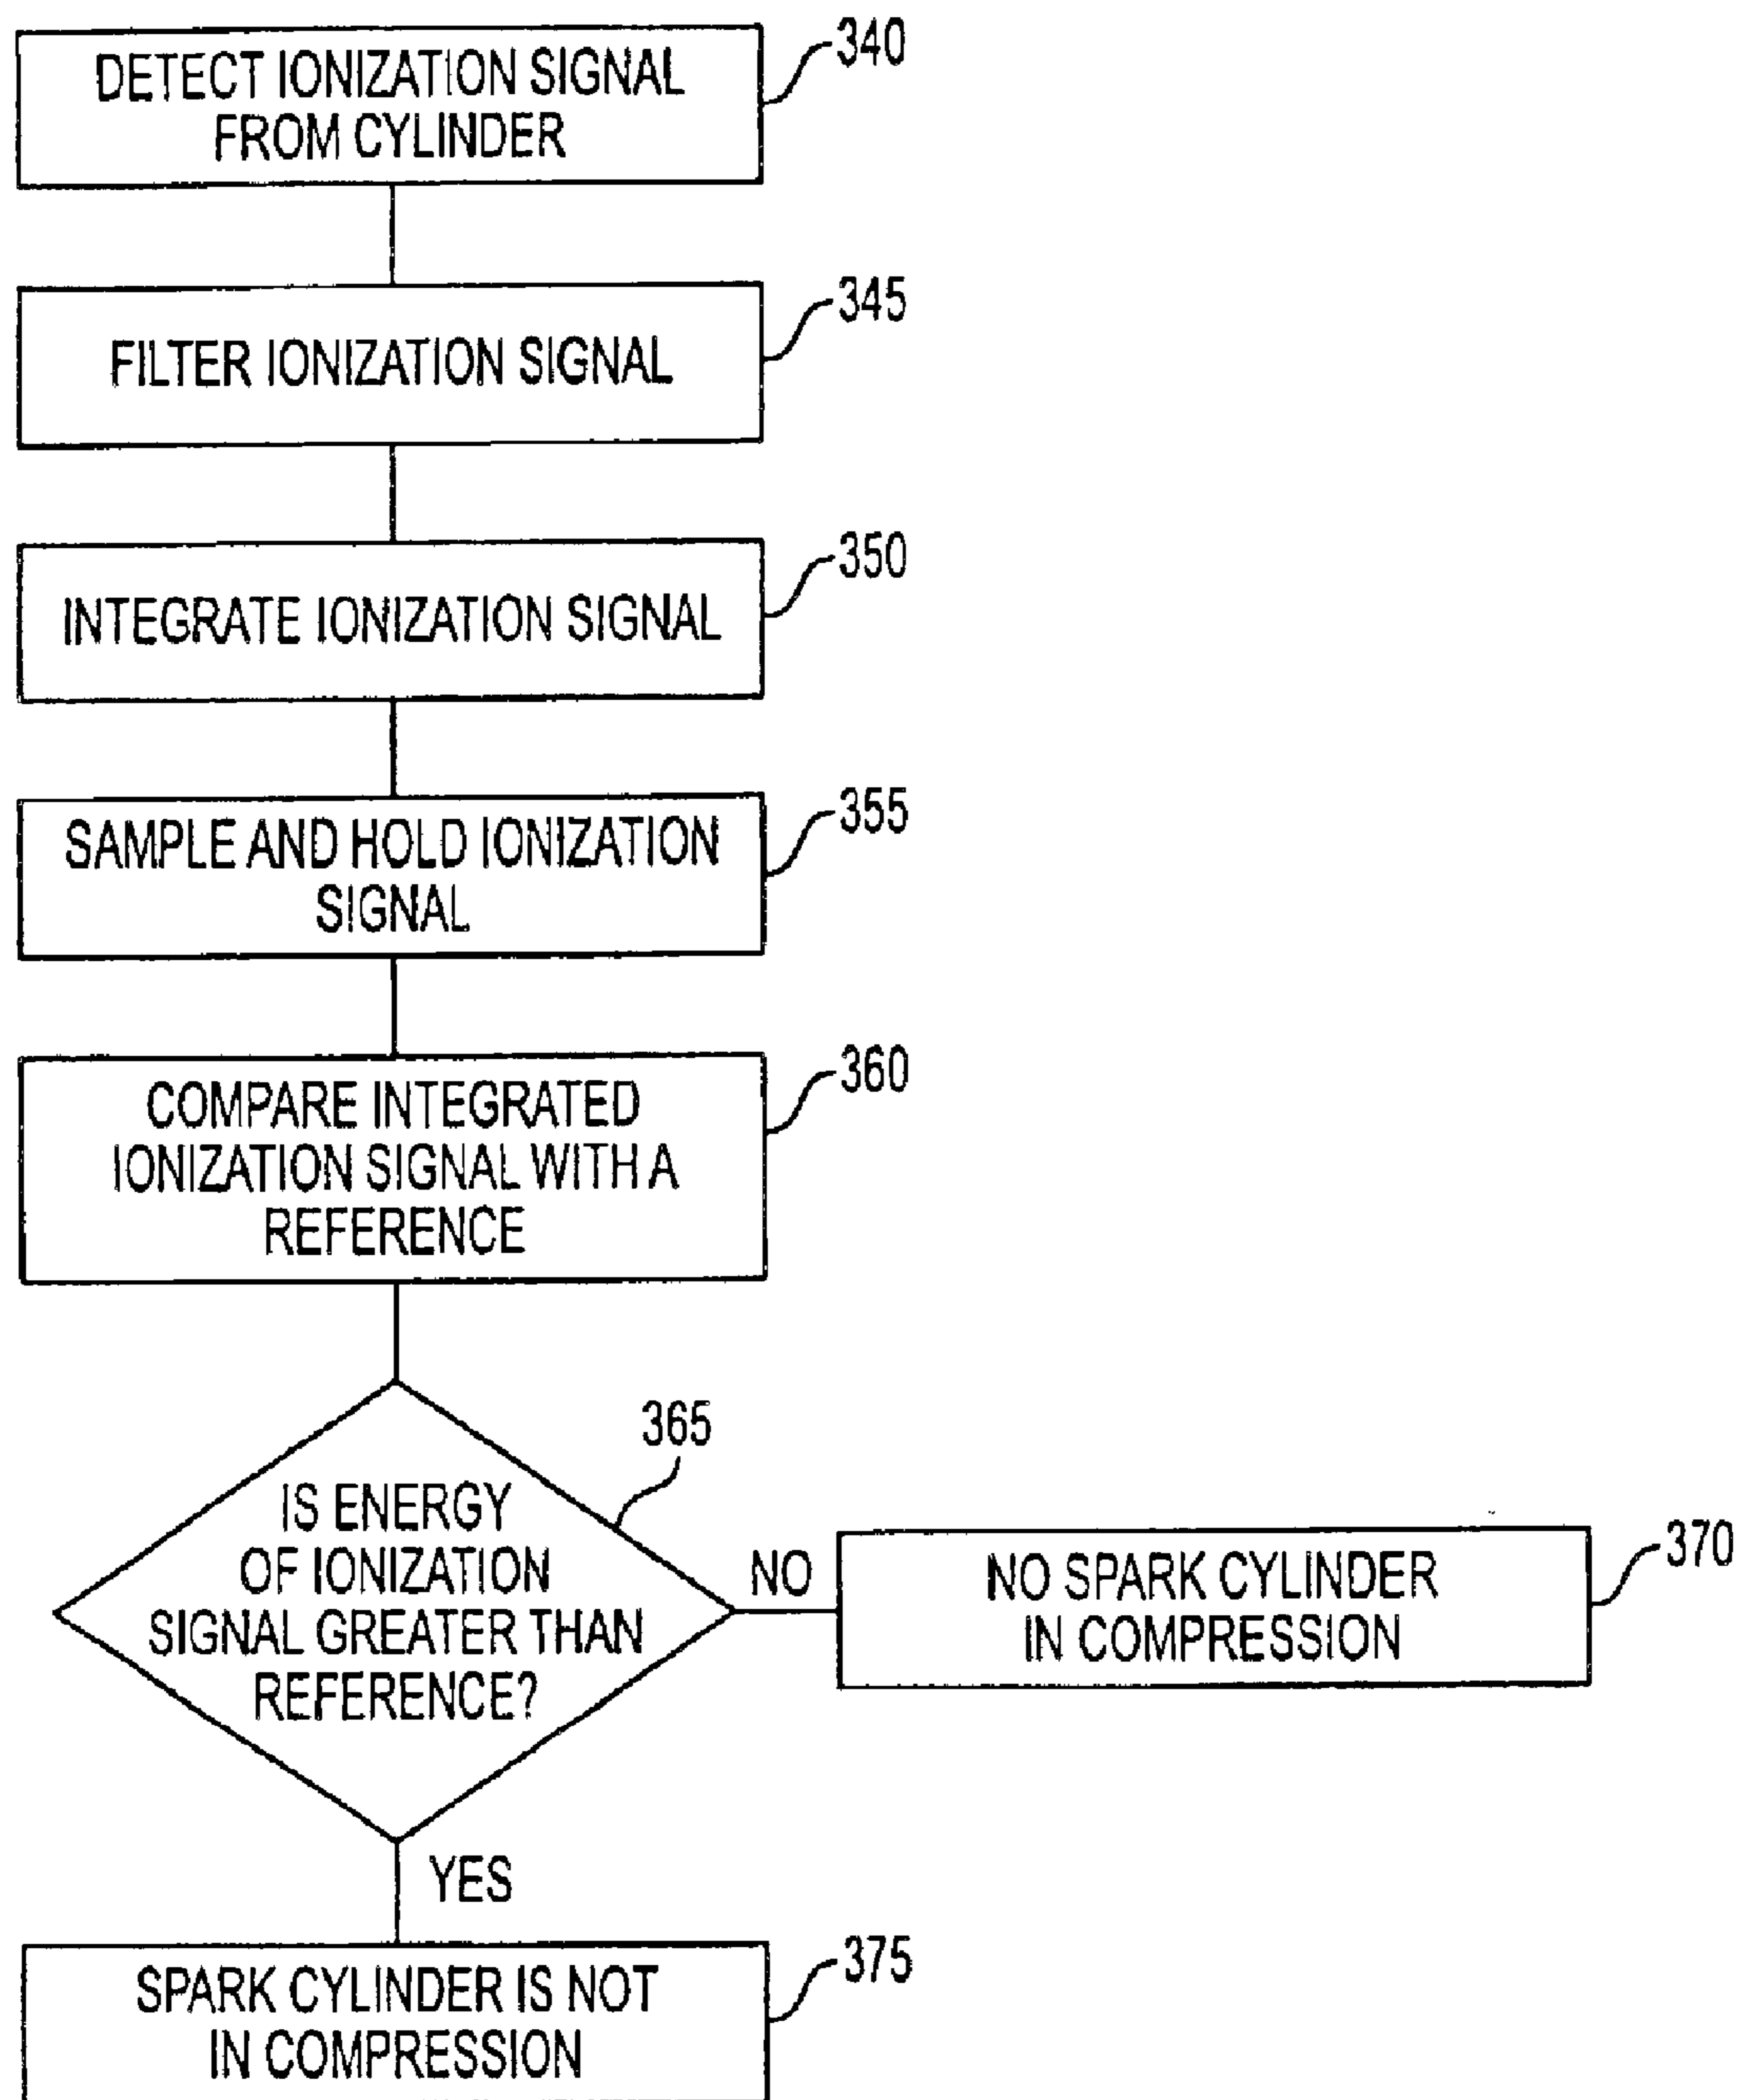 340
DETECT IONIZATION SIGNAL
FROM CYLINDER
345
FILTER IONIZATION SIGNAL
350
INTEGRATE IONIZATION SIGNAL
355
SAMPLE AND HOLD IONIZATION
SIGNAL
360
COMPARE INTEGRATED
IONIZATION SIGNAL WITH A
REFERENCE
365
IS ENERGY
OF IONIZATION
SIGNAL GREATER THAN
REFERENCE?
NO
370
NO SPARK CYLINDER
IN COMPRESSION
YES
375
SPARK CYLINDER IS NOT
IN COMPRESSION